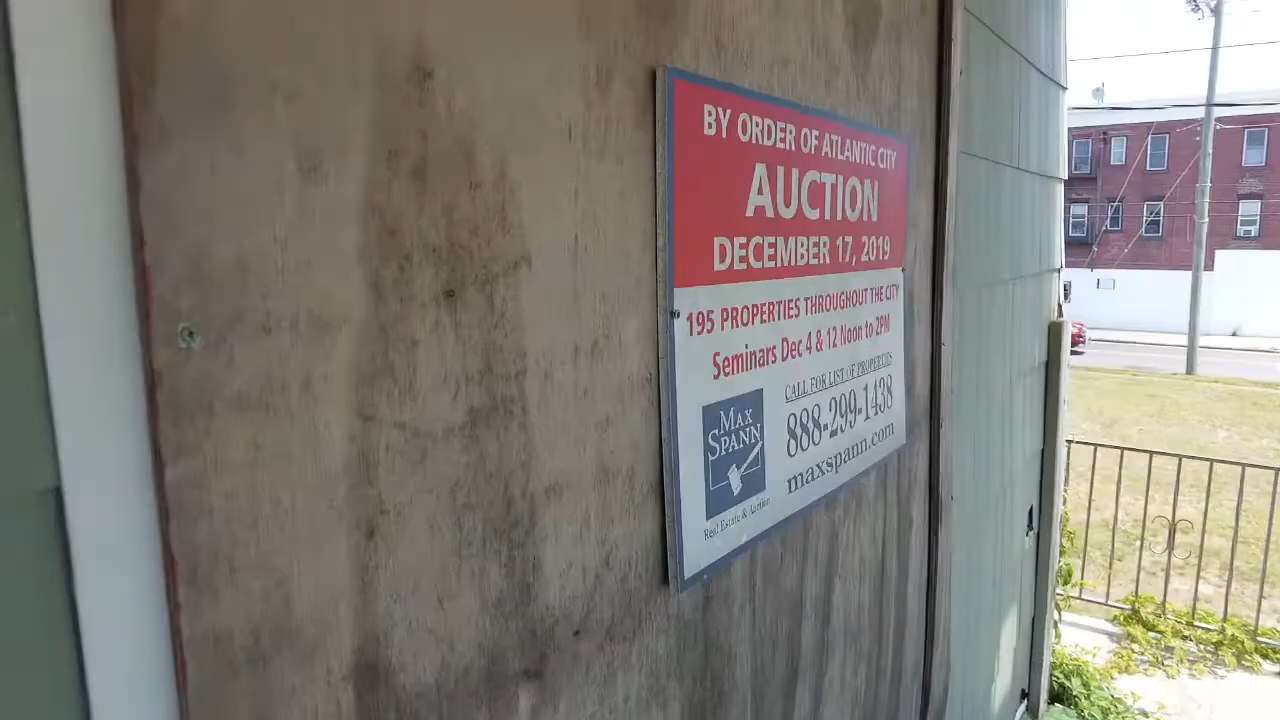 BY ORDER OF ATLANTIC CITY
AUCTION
DECEMBER 17, 2019
195 PROPERTIES THROUGHOUT THE CITY
Seminars Dec 4 & 12 Noon to 2PM
CALL FOR LIST OF PROPERTIES
888-299-1438
maxspann.com
MAX
SPANN
Real Estate & Auction